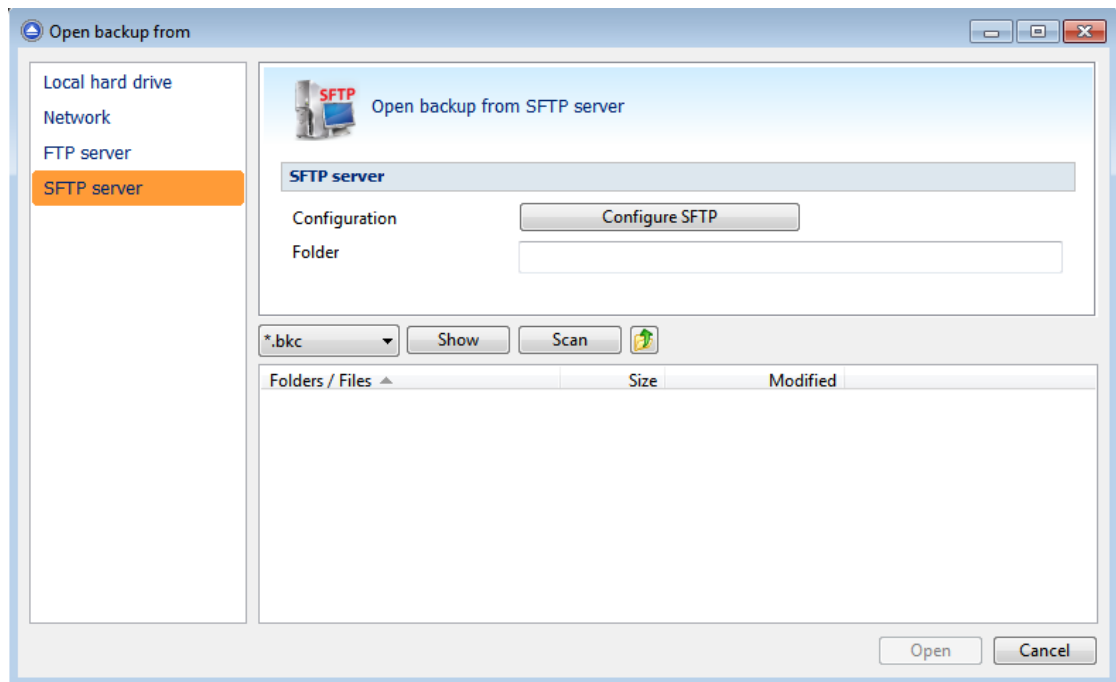 Open backup from
Local hard drive
Network
FTP server
SFTP server
SFTP
Open backup from SFTP server
SFTP server
Configuration Configure SFTP
Folder
*.bkc Show Scan
Folders / Files Size Modified
Open Cancel